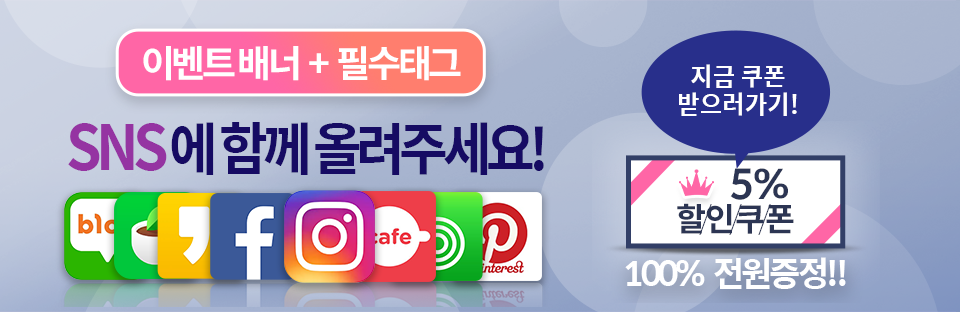 이벤트 배너 + 필수태그
SNS에 함께 올려주세요!
blo
f
cafe
interest
지금 쿠폰
받으러가기!
5%
할/인/쿠/폰
100% 전원증정!!